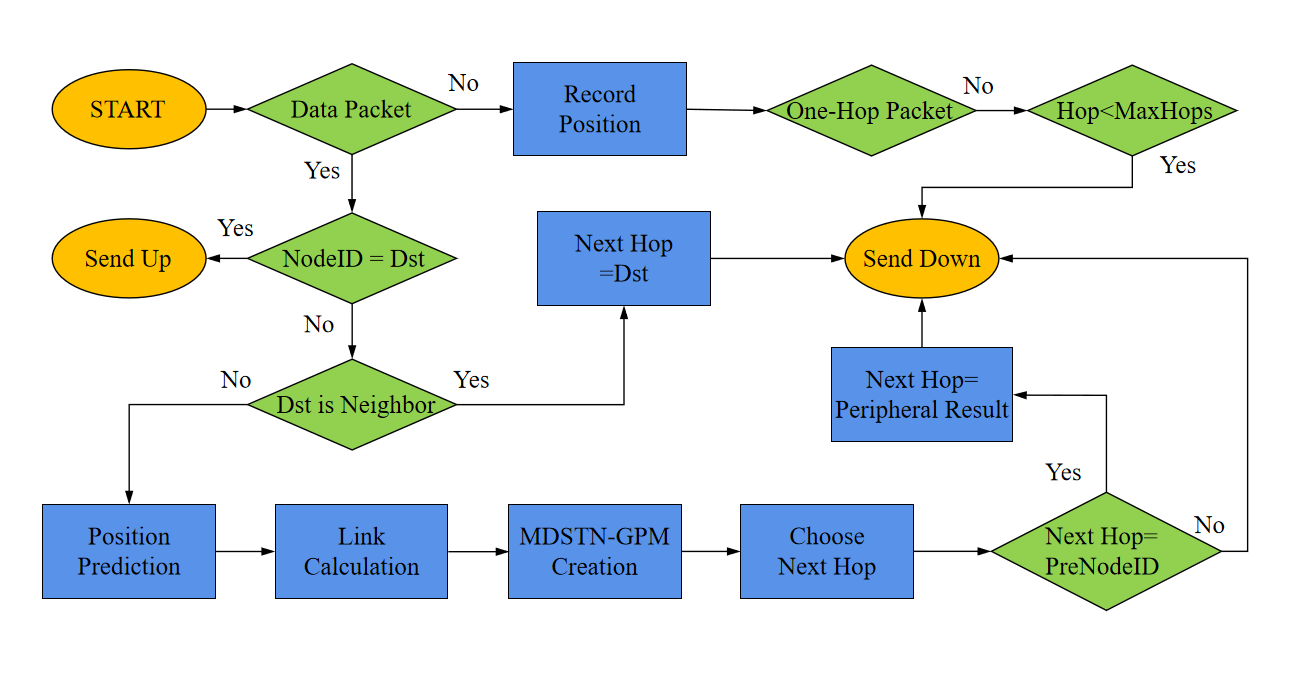 No
No
START
Data Packet
Record
Position
One-Hop Packet
Hop<MaxHops
Yes
Yes
Yes
Send Up
NodeID = Dst
Next Hop
=Dst
Send Down
No
No
Dst is Neighbor
Yes
Next Hop=
Peripheral Result
Yes
Position
Prediction
Link
Calculation
MDSTN-GPM
Creation
Choose
Next Hop
Next Hop=
PreNodeID
No